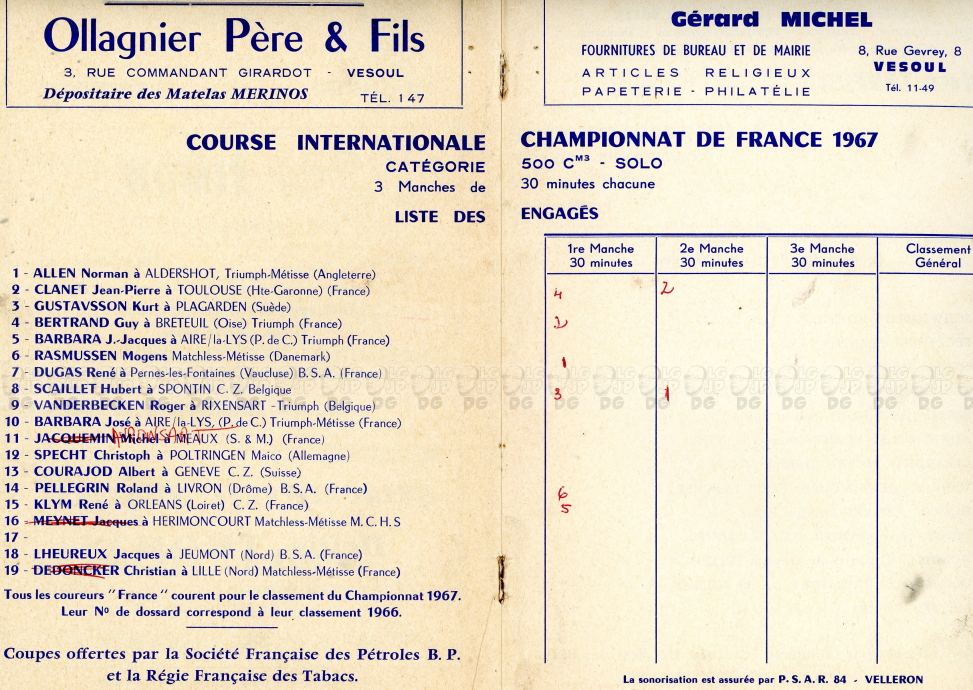 Ollagnier Père & Fils
3, RUE COMMANDANT GIRARDOT - VESOUL
Dépositaire des Matelas MERINOS TÉL. 147
COURSE INTERNATIONALE
CATÉGORIE
3 Manches de
LISTE DES
1 - ALLEN Norman à ALDERSHOT, Triumph-Métisse (Angleterre)
2 - CLANET Jean-Pierre à TOULOUSE (Hte-Garonne) (France)
3 - GUSTAVSSON Kurt à PLAGARDEN (Suède)
4 - BERTRAND Guy à BRETEUIL (Oise) Triumph (France)
5 - BARBARA J.-Jacques à AIRE/la-LYS (P. de C.) Triumph (France)
6 - RASMUSSEN Mogens Matchless-Métisse (Danemark)
7 - DUGAS René à Pernes-les-Fontaines (Vaucluse) B.S.A. (France)
8 - SCAILLET Hubert à SPONTIN C. Z. Belgique
9 - VANDERBECKEN Roger à RIXENSART - Triumph (Belgique)
10 - BARBARA José à AIRE/la-LYS, (P. de C.) Triumph-Métisse (France)
11 - JACQUEMIN Michel à MEAUX (S. & M.) (France)
12 - SPECHT Christoph à POLTRINGEN Maico (Allemagne)
13 - COURAJOD Albert à GENEVE C. Z. (Suisse)
14 - PELLEGRIN Roland à LIVRON (Drôme) B.S.A. (France)
15 - KLYM René à ORLEANS (Loiret) C. Z. (France)
16 - MEYNET Jacques à HERIMONCOURT Matchless-Métisse M. C. H. S
17 -
18 - LHEUREUX Jacques à JEUMONT (Nord) B. S. A. (France)
19 - DEDONCKER Christian à LILLE (Nord) Matchless-Métisse (France)
Tous les coureurs "France" courent pour le classement du Championnat 1967.
Leur No de dossard correspond à leur classement 1966.
Coupes offertes par la Société Française des Pétroles B. P.
et la Régie Française des Tabacs.
Gérard MICHEL
FOURNITURES DE BUREAU ET DE MAIRIE 8, Rue Gevrey, 8
ARTICLES RELIGIEUX VESOUL
PAPETERIE - PHILATÉLIE Tél. 11-49
CHAMPIONNAT DE FRANCE 1967
500 CM3 - SOLO
30 minutes chacune
ENGAGÉS
1re Manche 2e Manche 3e Manche Classement
30 minutes 30 minutes 30 minutes Général
4 2
2
1
3 1
6
5
La sonorisation est assurée par P. S. A. R. 84 - VELLERON